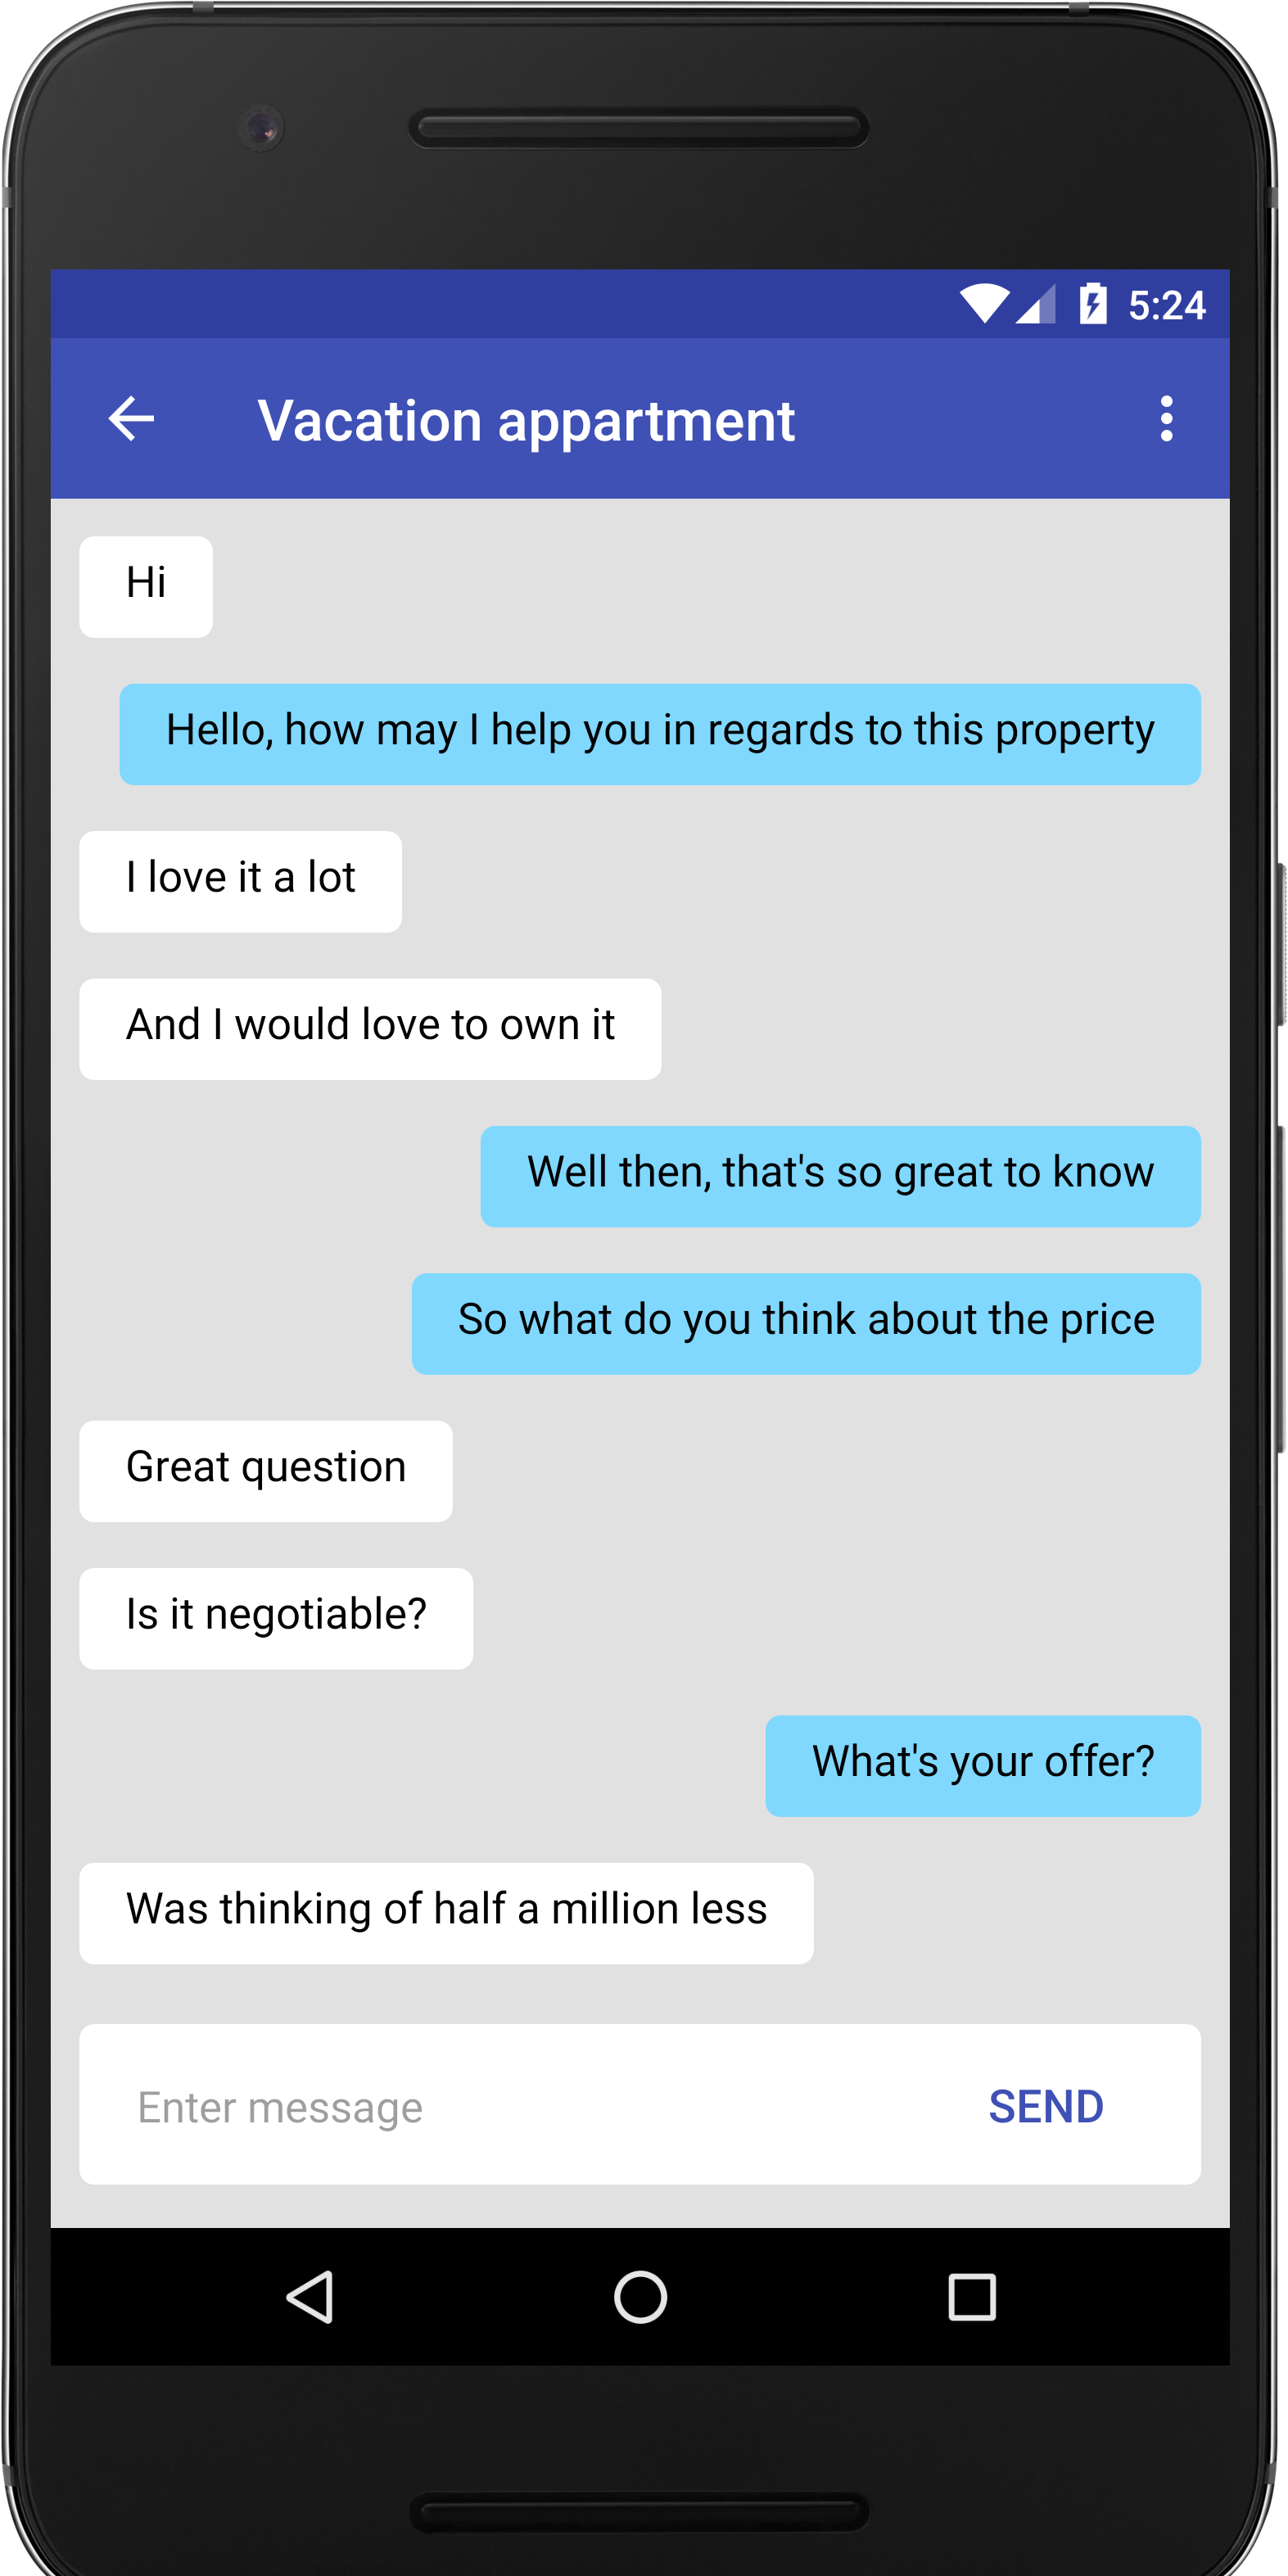 5:24
Vacation appartment
Hi
Hello, how may I help you in regards to this property
I love it a lot
And I would love to own it
Well then, that's so great to know
So what do you think about the price
Great question
Is it negotiable?
What's your offer?
Was thinking of half a million less
Enter message
SEND